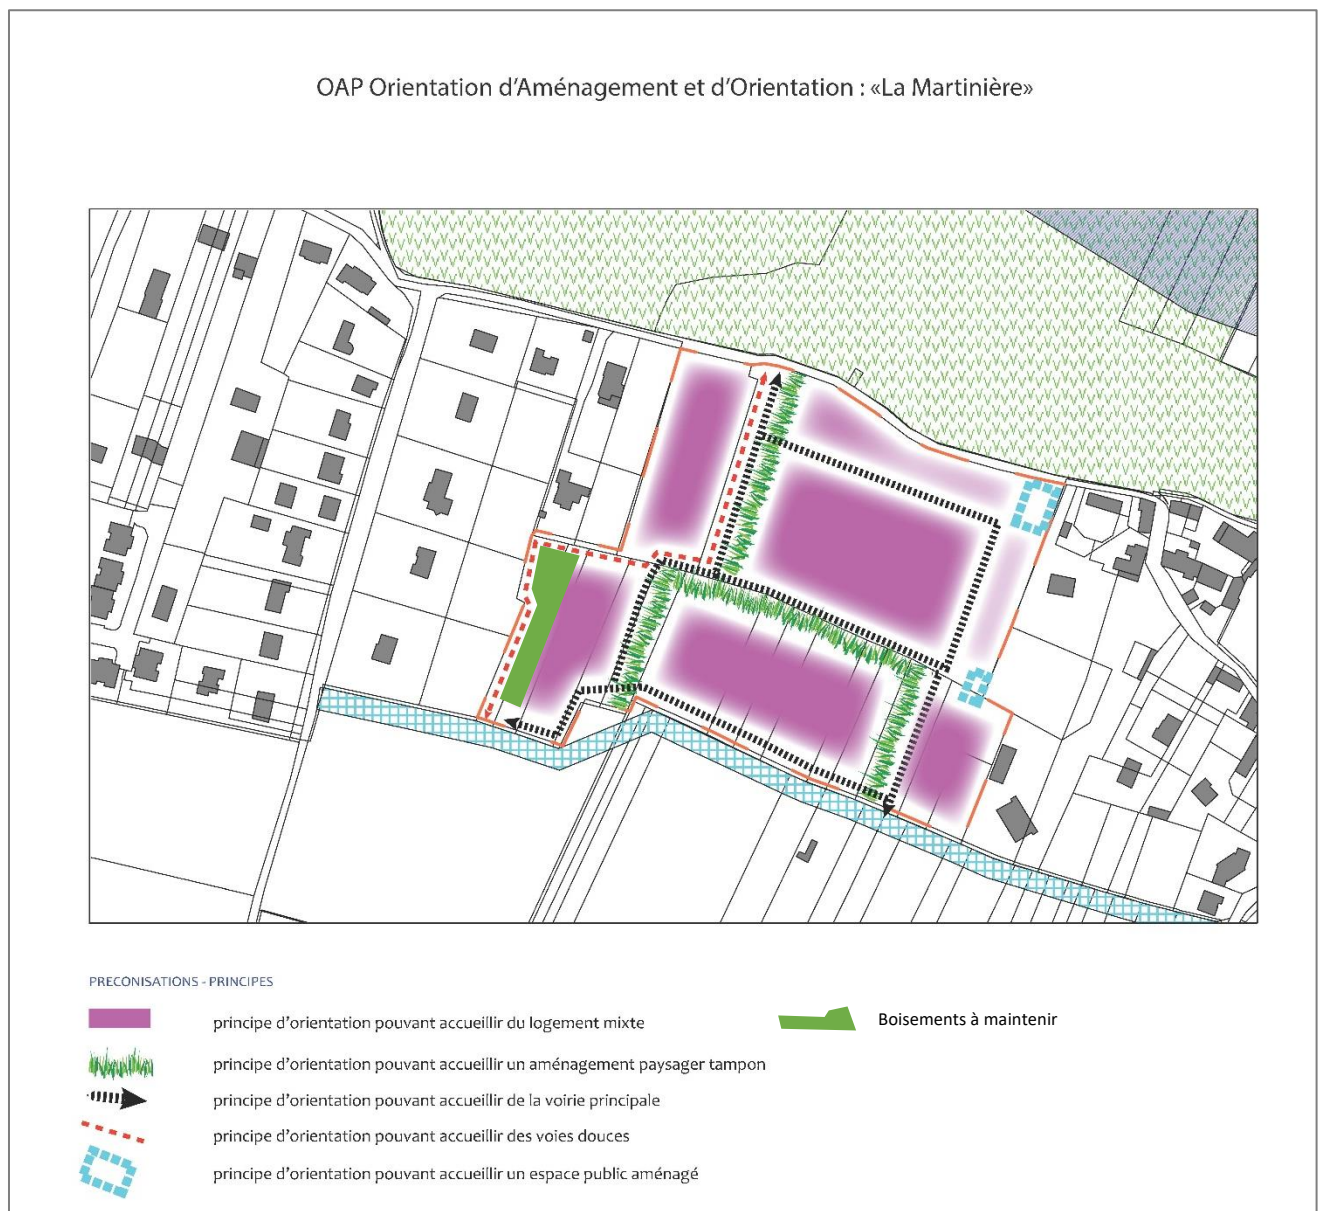 OAP Orientation d'Aménagement et d'Orientation : «La Martinière»
PRECONISATIONS - PRINCIPES
principe d'orientation pouvant accueillir du logement mixte
Boisements à maintenir
principe d'orientation pouvant accueillir un aménagement paysager tampon
principe d'orientation pouvant accueillir de la voirie principale
principe d'orientation pouvant accueillir des voies douces
principe d'orientation pouvant accueillir un espace public aménagé